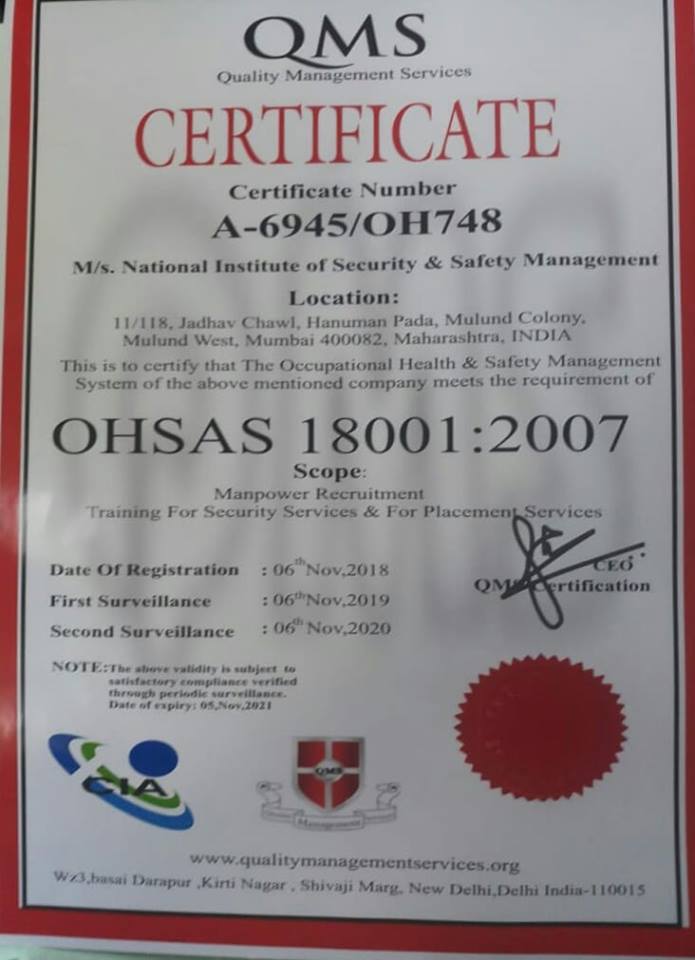 QMS
Quality Management Services
CERTIFICATE
Certificate Number
A-6945/OH748
M/s. National Institute of Security & Safety Management
Location:
11/118, Jadhav Chawl, Hanuman Pada, Mulund Colony,
Mulund West, Mumbai 400082, Maharashtra, INDIA
This is to certify that The Occupational Health & Safety Management
System of the above mentioned company meets the requirement of
OHSAS 18001:2007
Scope:
Manpower Recruitment
Training For Security Services & For Placement Services
Date Of Registration : 06th Nov,2018
First Surveillance : 06th Nov,2019
Second Surveillance : 06th Nov,2020
CEO
QMS Certification
NOTE:The above validity is subject to
satisfactory compliance verified
through periodic surveillance.
Date of expiry: 05,Nov,2021
CIA
QMS
Management
www.qualitymanagementservices.org
Wz3,basai Darapur ,Kirti Nagar , Shivaji Marg, New Delhi,Delhi India-110015